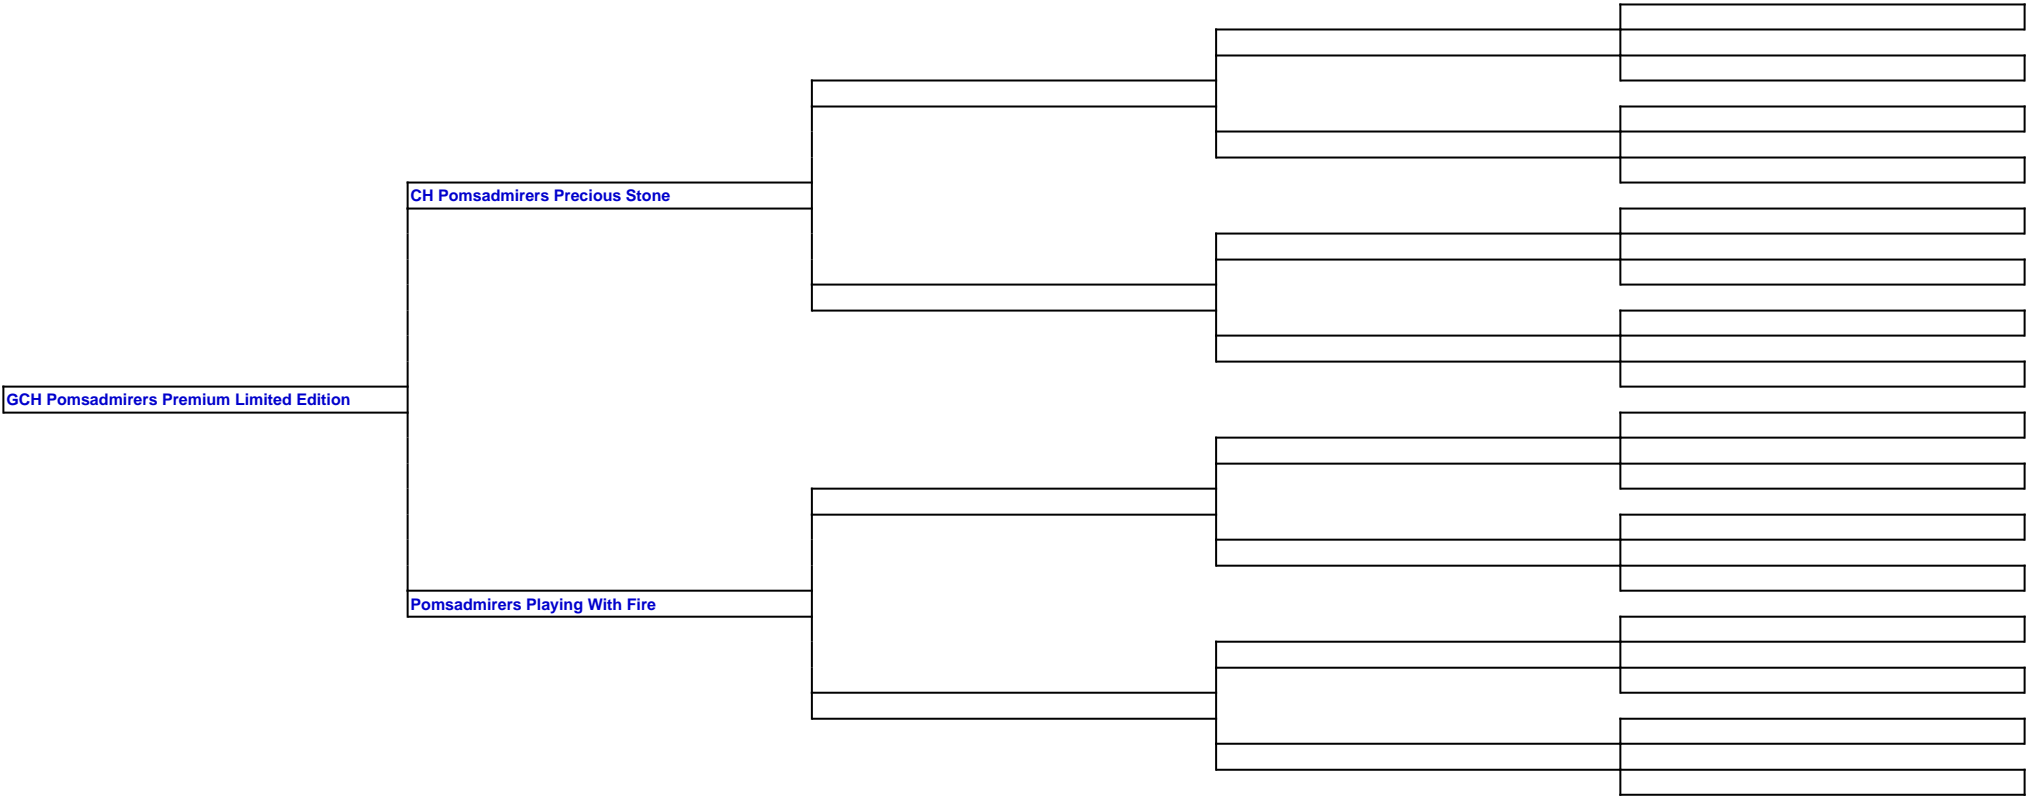 CH Pomsadmirers Precious Stone
GCH Pomsadmirers Premium Limited Edition
Pomsadmirers Playing With Fire